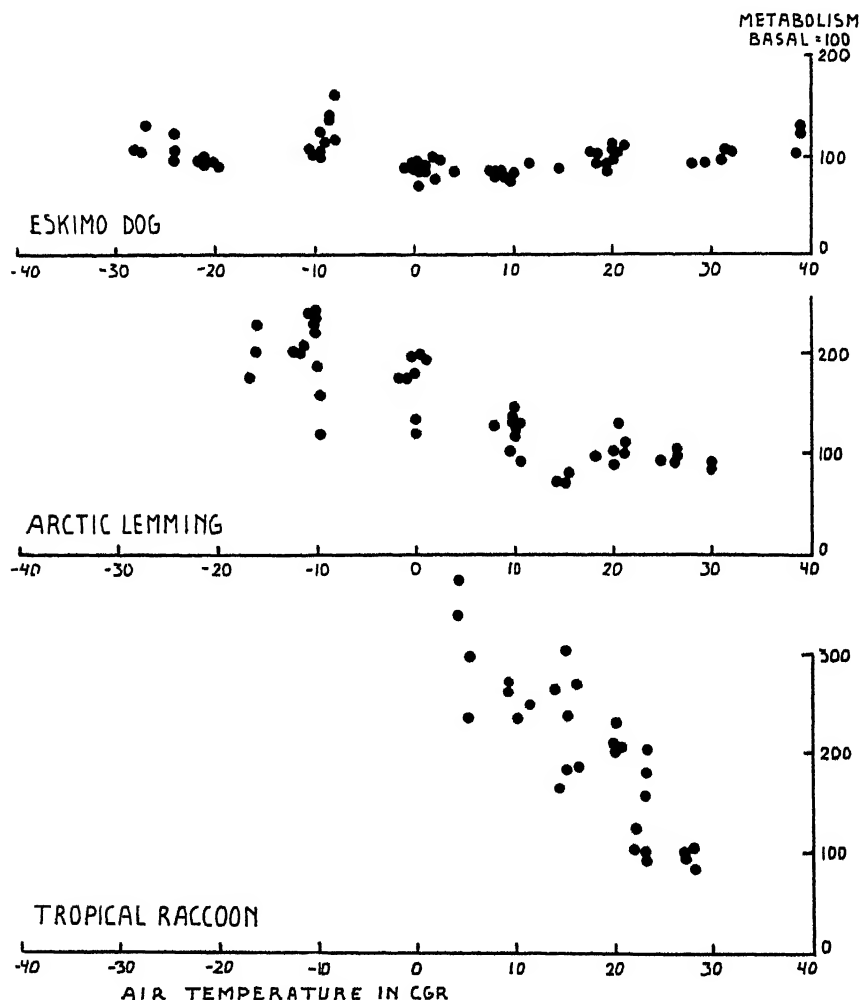 METABOLISM
BASAL = 100
200
100
0
ESKIMO DOG
-40 -30 -20 -10 0 10 20 30 40
200
100
0
ARCTIC LEMMING
-40 -30 -20 -10 0 10 20 30 40
300
200
100
0
TROPICAL RACCOON
-40 -30 -20 -10 0 10 20 30 40
AIR TEMPERATURE IN CGR